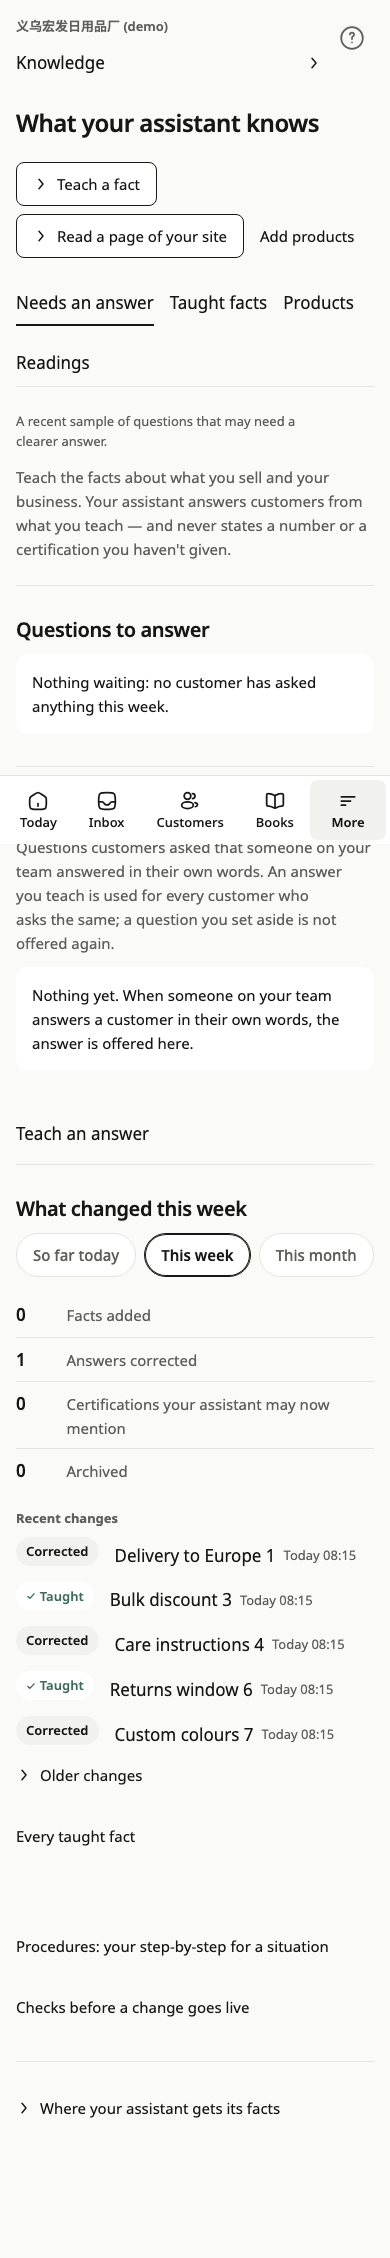 义乌宏发日用品厂 (demo)
Knowledge
What your assistant knows
Teach a fact
Read a page of your site
Add products
Needs an answer
Taught facts
Products
Readings
A recent sample of questions that may need a
clearer answer.
Teach the facts about what you sell and your
business. Your assistant answers customers from
what you teach — and never states a number or a
certification you haven't given.
Questions to answer
Nothing waiting: no customer has asked
anything this week.
Today
Inbox
Customers
Books
More
Questions customers asked that someone on your
team answered in their own words. An answer
you teach is used for every customer who
asks the same; a question you set aside is not
offered again.
Nothing yet. When someone on your team
answers a customer in their own words, the
answer is offered here.
Teach an answer
What changed this week
So far today
This week
This month
0 Facts added
1 Answers corrected
0 Certifications your assistant may now
mention
0 Archived
Recent changes
Corrected Delivery to Europe 1 Today 08:15
Taught Bulk discount 3 Today 08:15
Corrected Care instructions 4 Today 08:15
Taught Returns window 6 Today 08:15
Corrected Custom colours 7 Today 08:15
Older changes
Every taught fact
Procedures: your step-by-step for a situation
Checks before a change goes live
Where your assistant gets its facts